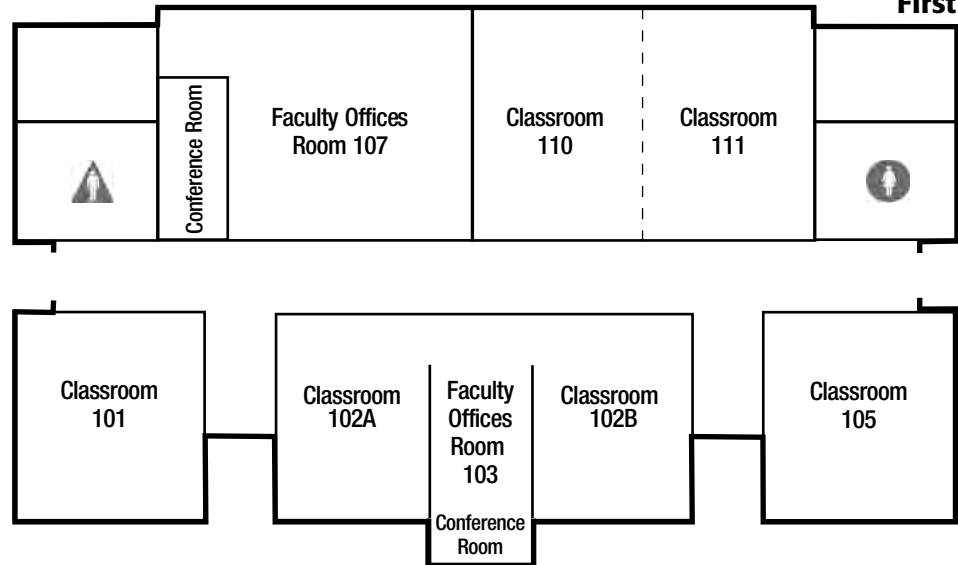 First
Conference Room
Faculty Offices
Room 107
Classroom
110
Classroom
111
Classroom
101
Classroom
102A
Faculty
Offices
Room
103
Conference
Room
Classroom
102B
Classroom
105